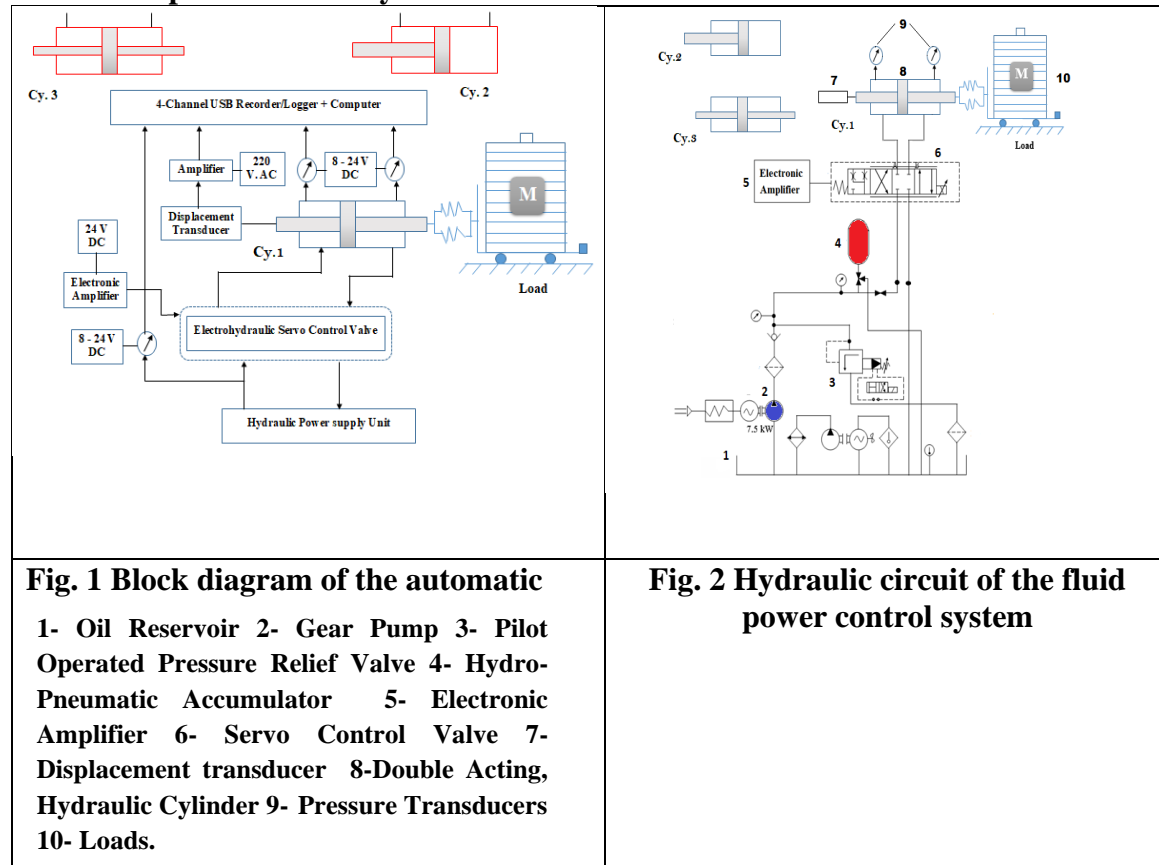 Cy. 3
Cy. 2
4-Channel USB Recorder/Logger + Computer
Amplifier
220
V. AC
8 - 24 V
DC
Displacement
Transducer
M
24 V
DC
Cy.1
Load
Electronic
Amplifier
Electrohydraulic Servo Control Valve
8 - 24 V
DC
Hydraulic Power supply Unit
9
Cy.2
7
8
M
10
Cy.3
Cy.1
Load
6
A B
5
Electronic
Amplifier
4
3
2
7.5 kW
1
Fig. 1 Block diagram of the automatic
1- Oil Reservoir 2- Gear Pump 3- Pilot
Operated Pressure Relief Valve 4- Hydro-
Pneumatic Accumulator 5- Electronic
Amplifier 6- Servo Control Valve 7-
Displacement transducer 8-Double Acting,
Hydraulic Cylinder 9- Pressure Transducers
10- Loads.
Fig. 2 Hydraulic circuit of the fluid
power control system